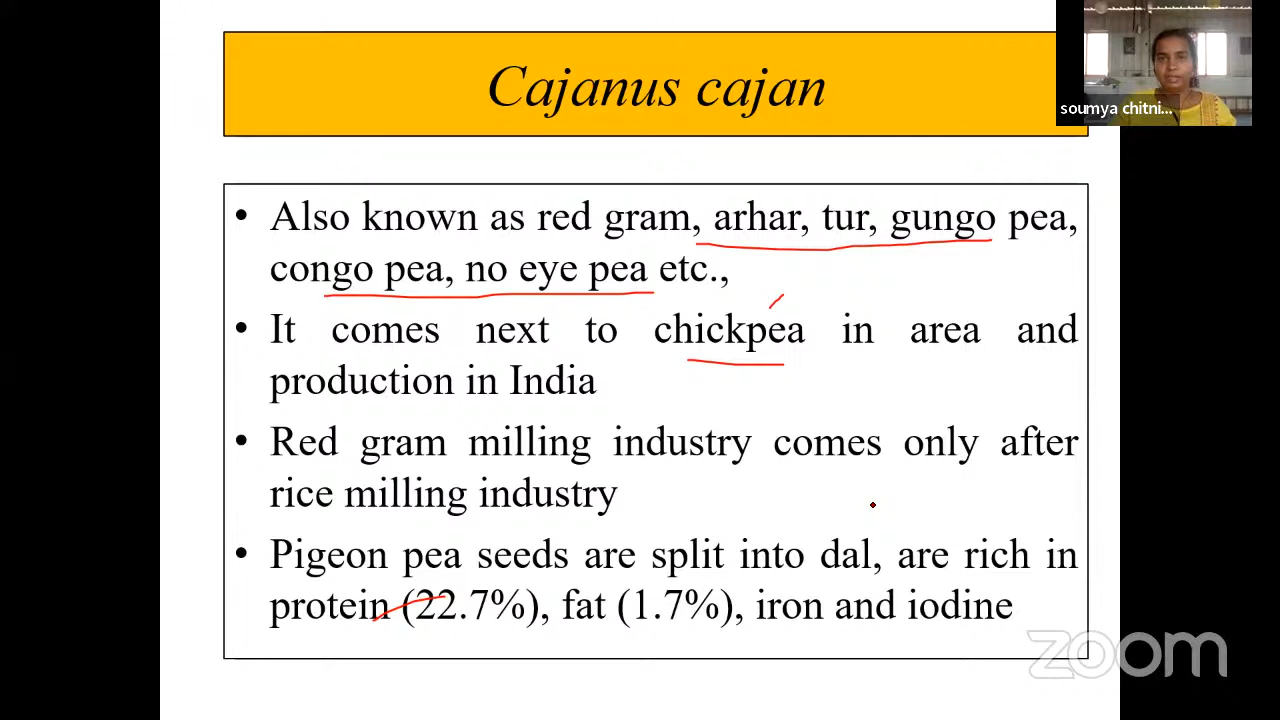 Cajanus cajan
soumya chitni...
• Also known as red gram, arhar, tur, gungo pea,
congo pea, no eye pea etc.,
• It comes next to chickpea in area and
production in India
• Red gram milling industry comes only after
rice milling industry
• Pigeon pea seeds are split into dal, are rich in
protein (22.7%), fat (1.7%), iron and iodine
zoom